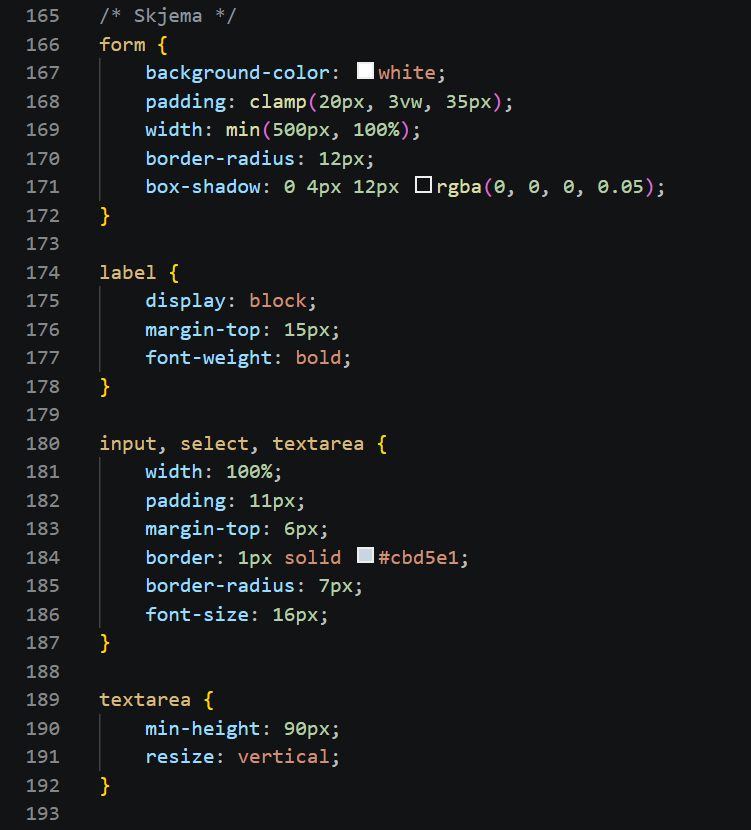 165 /* Skjema */
166 form {
167     background-color: white;
168     padding: clamp(20px, 3vw, 35px);
169     width: min(500px, 100%);
170     border-radius: 12px;
171     box-shadow: 0 4px 12px rgba(0, 0, 0, 0.05);
172 }
173
174 label {
175     display: block;
176     margin-top: 15px;
177     font-weight: bold;
178 }
179
180 input, select, textarea {
181     width: 100%;
182     padding: 11px;
183     margin-top: 6px;
184     border: 1px solid #cbd5e1;
185     border-radius: 7px;
186     font-size: 16px;
187 }
188
189 textarea {
190     min-height: 90px;
191     resize: vertical;
192 }
193